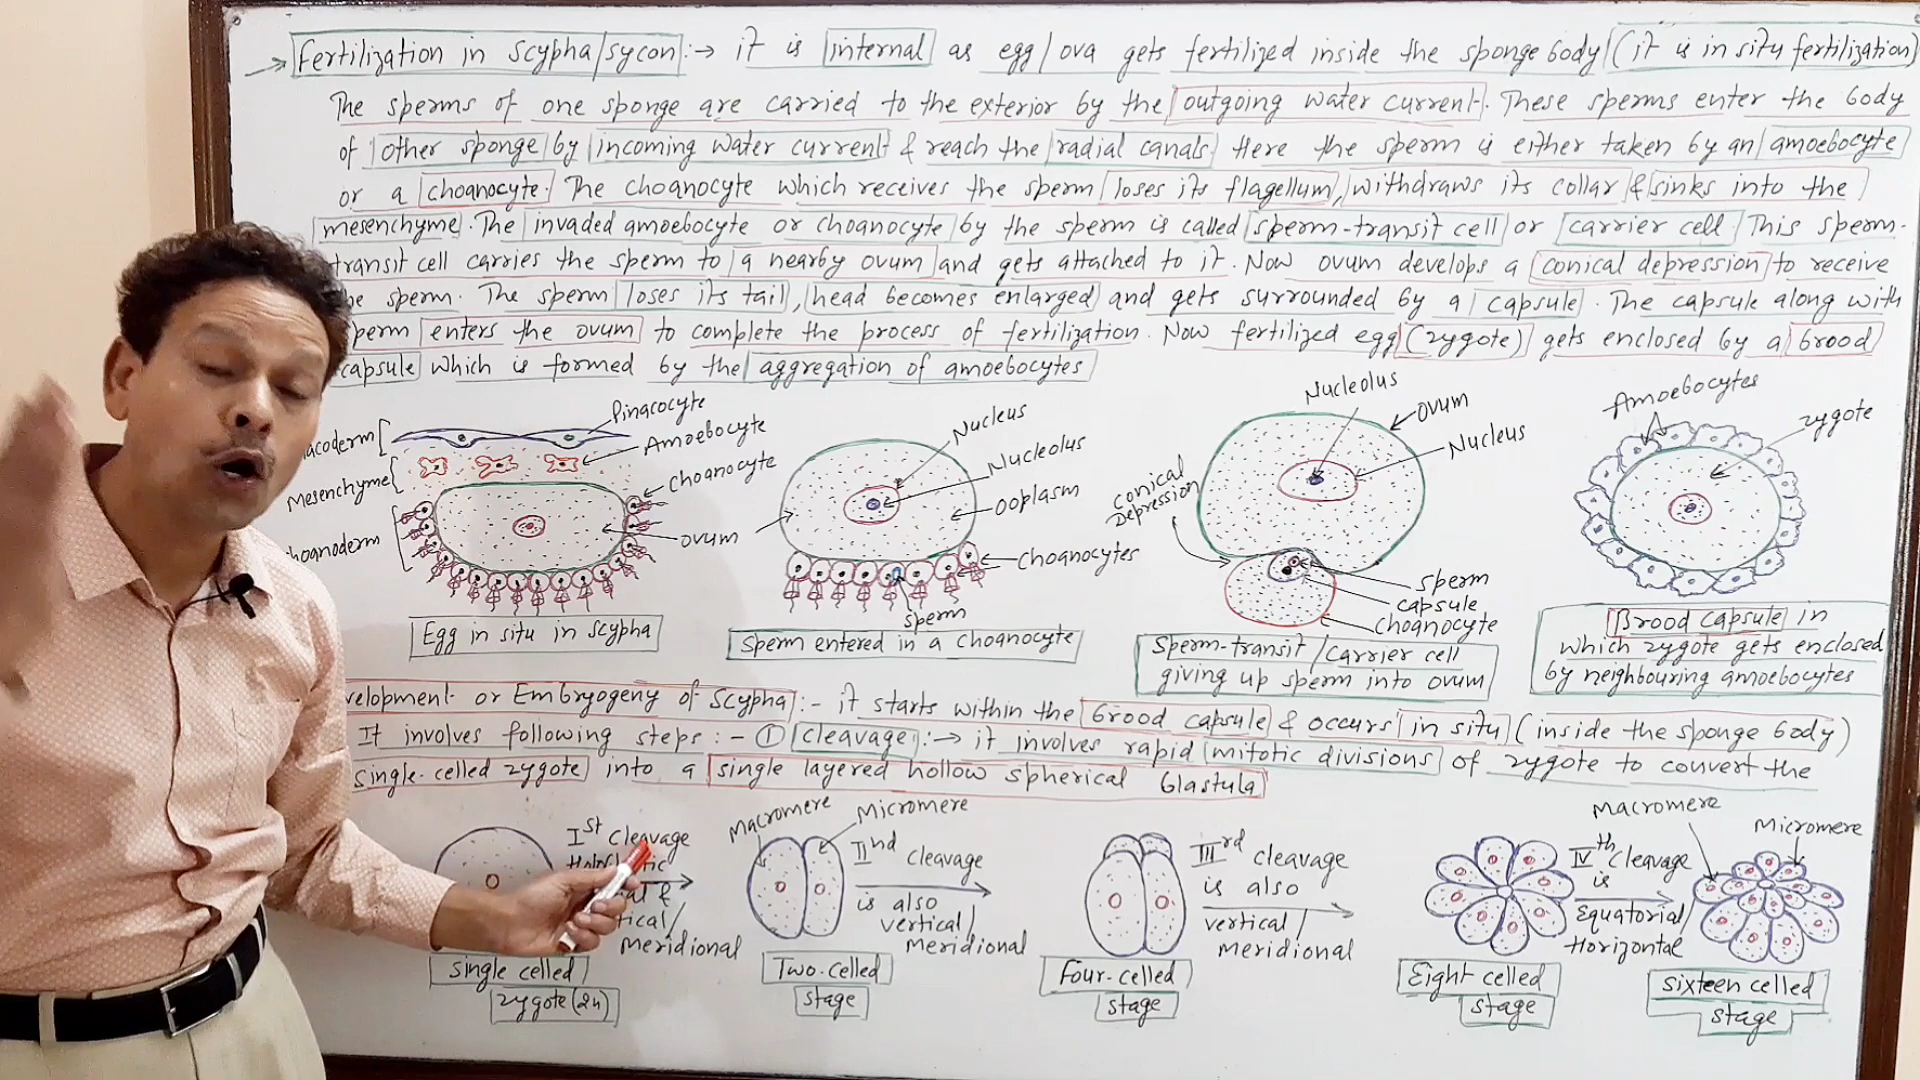 Fertilization in Scypha/sycon :→ it is internal as egg/ova gets fertilized inside the sponge body (it is in situ fertilization)
The sperms of one sponge are carried to the exterior by the outgoing water current. These sperms enter the body
of other sponge by incoming water current & reach the radial canals. Here the sperm is either taken by an amoebocyte
or a choanocyte. The choanocyte which receives the sperm loses its flagellum, withdraws its collar & sinks into the
mesenchyme. The invaded amoebocyte or choanocyte by the sperm is called sperm-transit cell or carrier cell. This sperm-
transit cell carries the sperm to a nearby ovum and gets attached to it. Now ovum develops a conical depression to receive
he sperm. The sperm loses its tail, head becomes enlarged and gets surrounded by a capsule. The capsule along with
perm enters the ovum to complete the process of fertilization. Now fertilized egg (zygote) gets enclosed by a brood
capsule which is formed by the aggregation of amoebocytes
Pinacocyte
acoderm
Amoebocyte
Mesenchyme
choanocyte
hoanoderm
ovum
Egg in situ in Scypha
Nucleus
Nucleolus
ooplasm
choanocytes
sperm
Sperm entered in a choanocyte
Nucleolus
ovum
Nucleus
conical
Depression
sperm
capsule
choanocyte
Sperm-transit/carrier cell
giving up sperm into ovum
Amoebocytes
zygote
Brood capsule in
which zygote gets enclosed
by neighbouring amoebocytes
velopment or Embryogeny of Scypha :- it starts within the brood capsule & occurs in situ (inside the sponge body)
It involves following steps :- ① cleavage :→ it involves rapid mitotic divisions of zygote to convert the
single-celled zygote into a single layered hollow spherical blastula
Ist cleavage
tical/
meridional
single celled
zygote (2n)
Macromere
Micromere
Two-celled
stage
IInd cleavage
is also
vertical/
meridional
Four-celled
stage
IIIrd cleavage
is also
vertical/
meridional
Eight celled
stage
IVth cleavage
is
Equatorial/
Horizontal
Macromere
Micromere
sixteen celled
stage